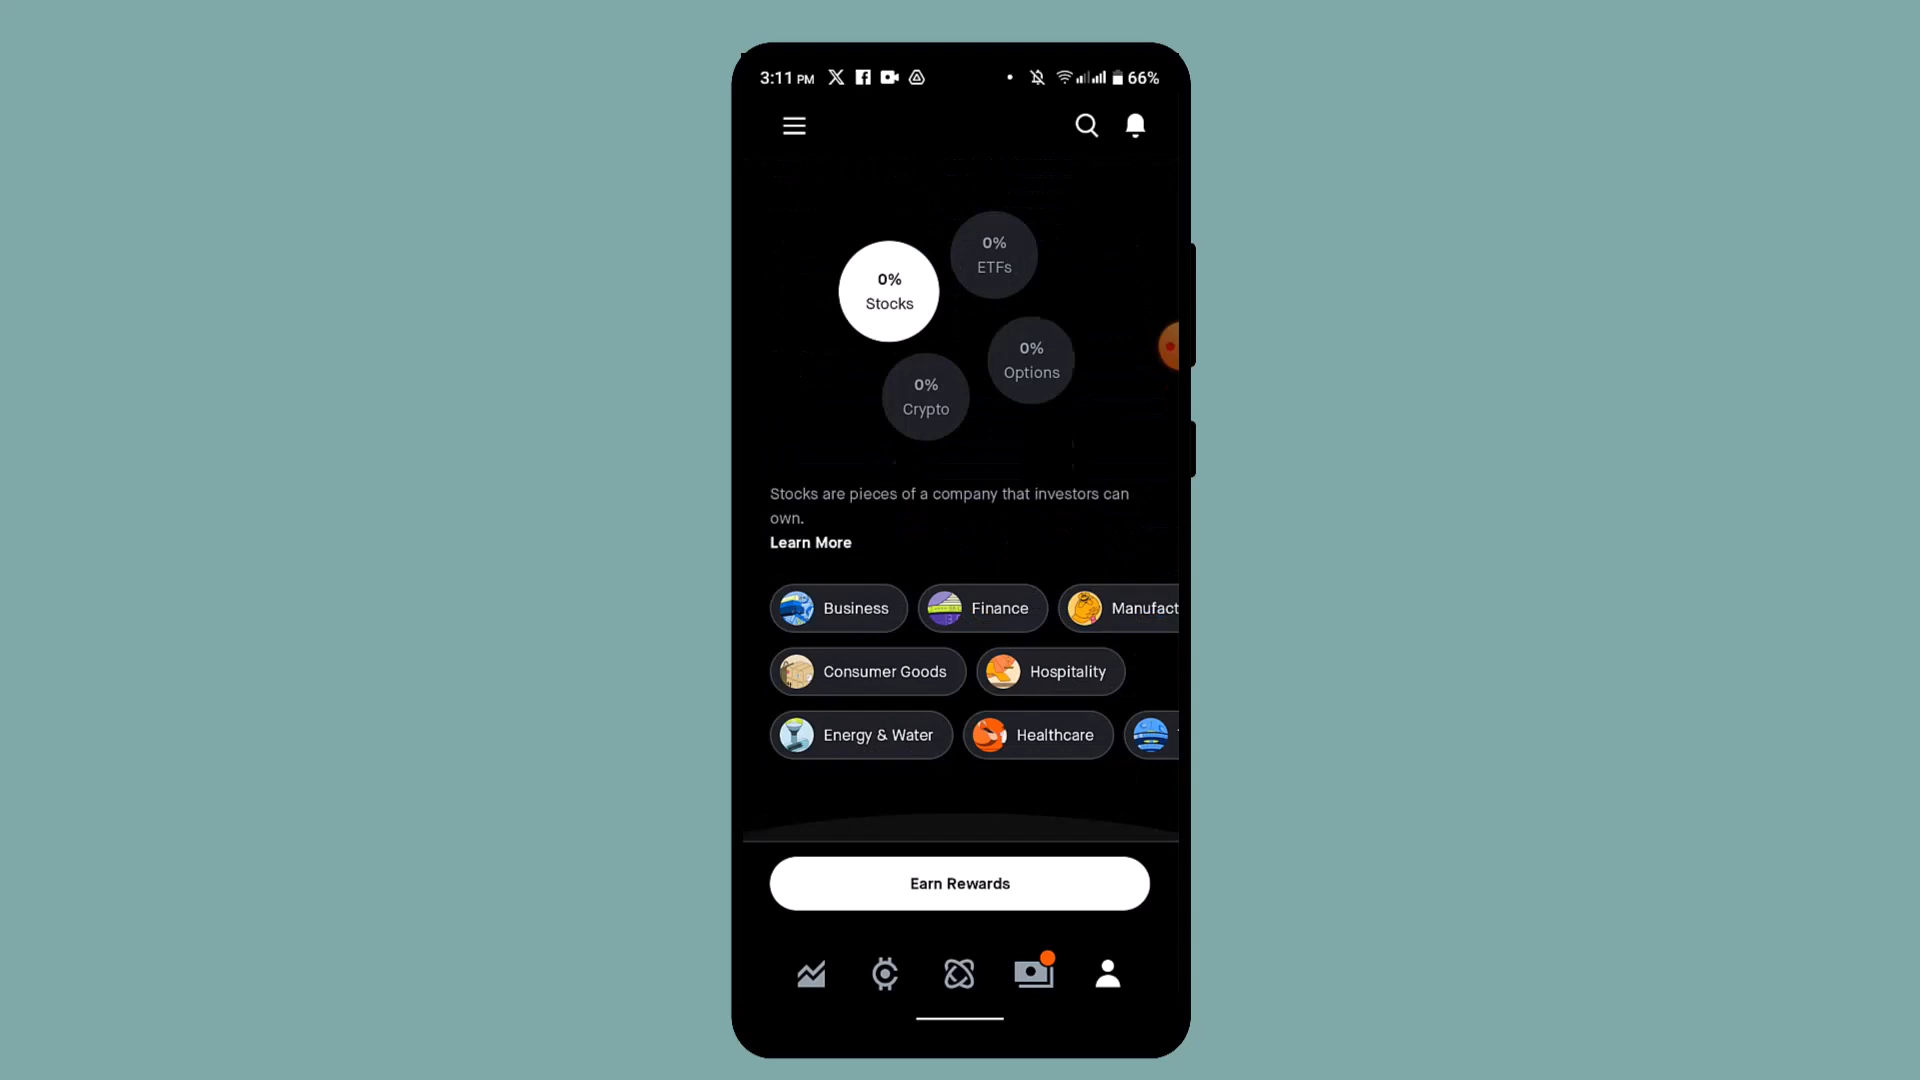 3:11 PM
66%
0%
ETFs
0%
Stocks
0%
Options
0%
Crypto
Stocks are pieces of a company that investors can
own.
Learn More
Business
Finance
Manufact
Consumer Goods
Hospitality
Energy & Water
Healthcare
Earn Rewards